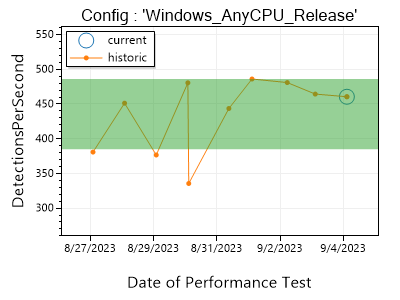 Config : 'Windows_AnyCPU_Release'
current
historic
DetectionsPerSecond
550
500
450
400
350
300
8/27/2023 8/29/2023 8/31/2023 9/2/2023 9/4/2023
Date of Performance Test